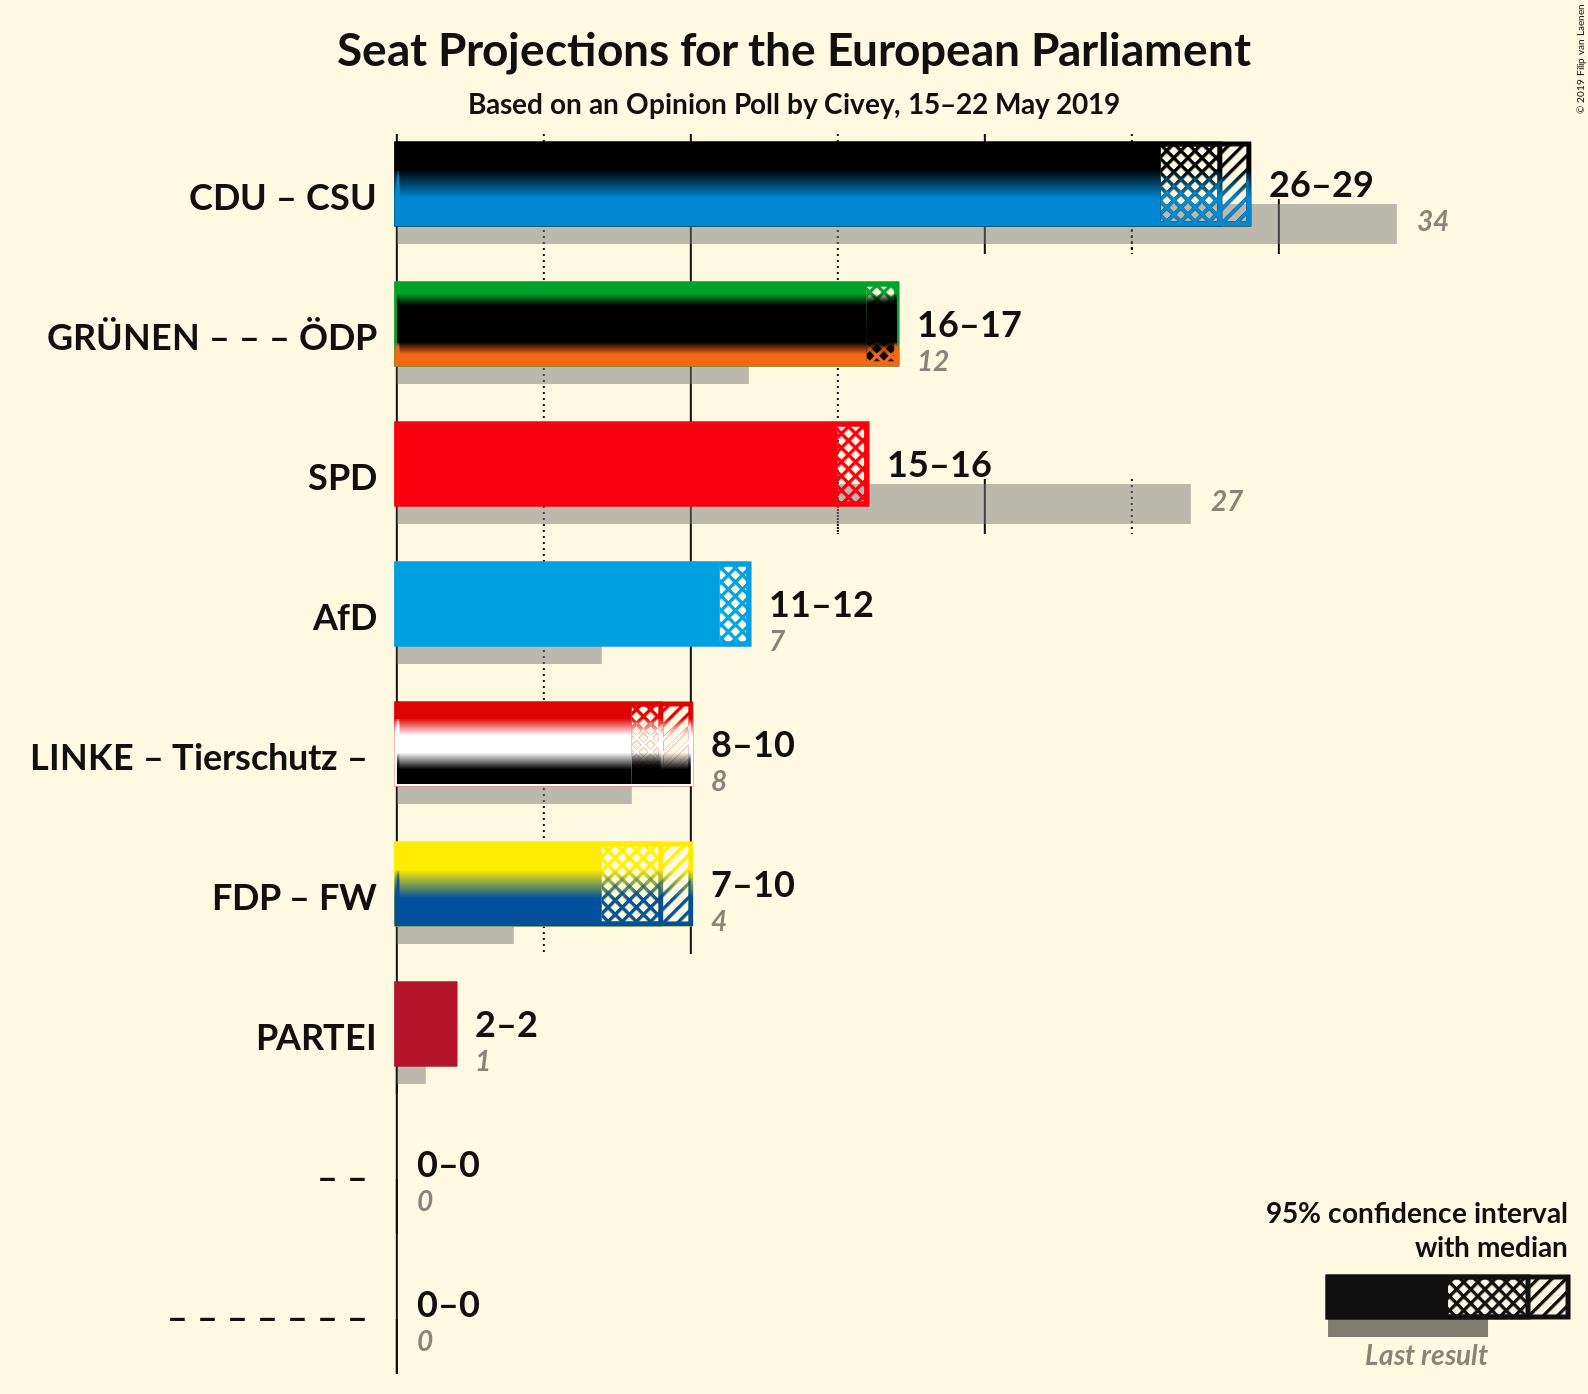 Seat Projections for the European Parliament
Based on an Opinion Poll by Civey, 15–22 May 2019
© 2019 Filip van Laenen
CDU – CSU
26–29
34
GRÜNEN – – – ÖDP
16–17
12
SPD
15–16
27
AfD
11–12
7
LINKE – Tierschutz –
8–10
8
FDP – FW
7–10
4
PARTEI
2–2
1
– –
0–0
0
– – – – – – –
0–0
0
95% confidence interval
with median
Last result